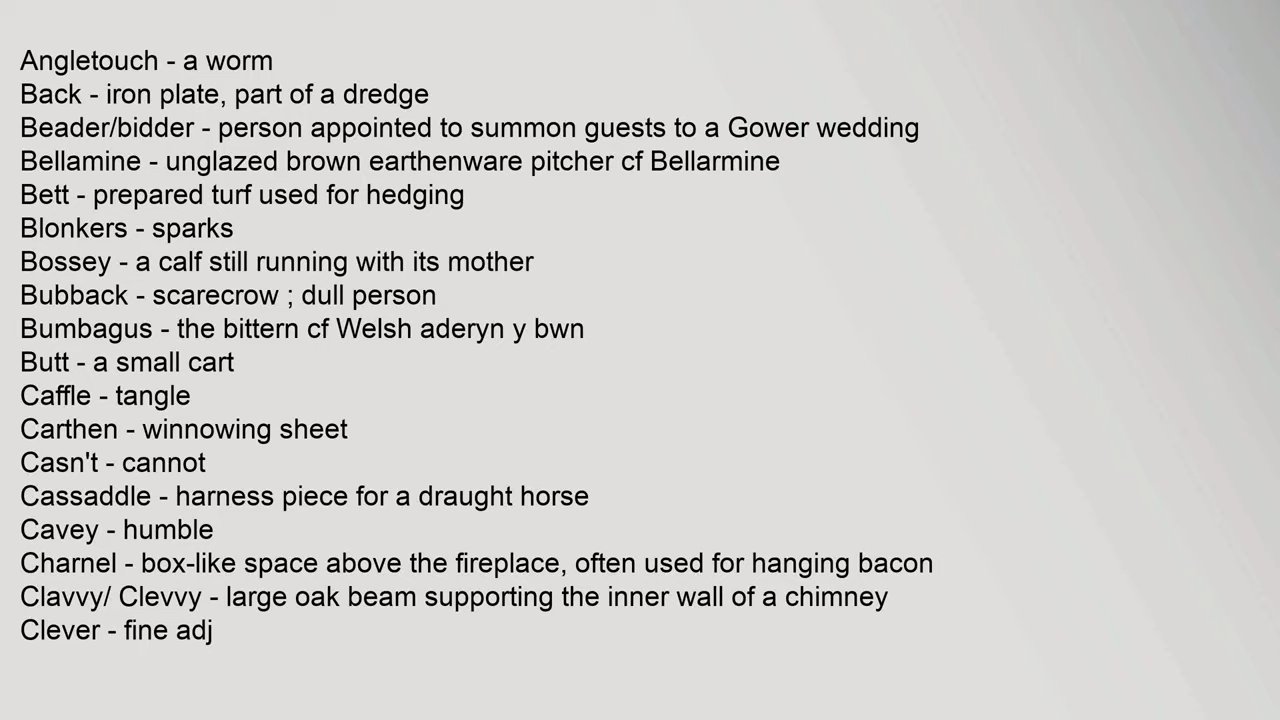 Angletouch - a worm
Back - iron plate, part of a dredge
Beader/bidder - person appointed to summon guests to a Gower wedding
Bellamine - unglazed brown earthenware pitcher cf Bellarmine
Bett - prepared turf used for hedging
Blonkers - sparks
Bossey - a calf still running with its mother
Bubback - scarecrow ; dull person
Bumbagus - the bittern cf Welsh aderyn y bwn
Butt - a small cart
Caffle - tangle
Carthen - winnowing sheet
Casn't - cannot
Cassaddle - harness piece for a draught horse
Cavey - humble
Charnel - box-like space above the fireplace, often used for hanging bacon
Clavvy/ Clevvy - large oak beam supporting the inner wall of a chimney
Clever - fine adj